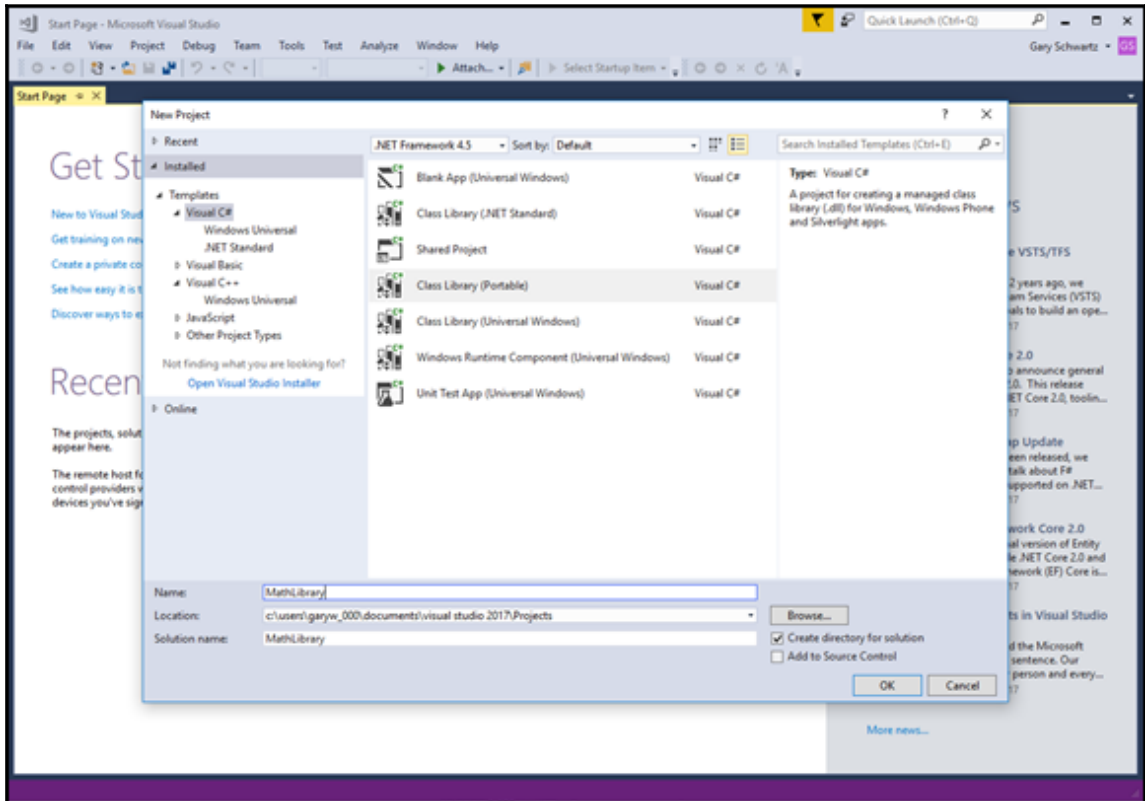 Start Page - Microsoft Visual Studio
Quick Launch (Ctrl+Q)
File Edit View Project Debug Team Tools Test Analyze Window Help
Gary Schwartz
GS
Attach...
Select Startup Item
Start Page
New Project
Recent
Installed
Templates
Visual C#
Windows Universal
.NET Standard
Visual Basic
Visual C++
Windows Universal
JavaScript
Other Project Types
Not finding what you are looking for?
Open Visual Studio Installer
Online
.NET Framework 4.5
Sort by: Default
Search Installed Templates (Ctrl+E)
Blank App (Universal Windows) Visual C#
Class Library (.NET Standard) Visual C#
Shared Project Visual C#
Class Library (Portable) Visual C#
Class Library (Universal Windows) Visual C#
Windows Runtime Component (Universal Windows) Visual C#
Unit Test App (Universal Windows) Visual C#
Type: Visual C#
A project for creating a managed class
library (.dll) for Windows, Windows Phone
and Silverlight apps.
Name: MathLibrary
Location: c:\users\garyw_000\documents\visual studio 2017\Projects
Browse...
Solution name: MathLibrary
Create directory for solution
Add to Source Control
OK Cancel
Get St
New to Visual Stud
Get training on new
Create a private co
See how easy it is t
Discover ways to e
Recen
The projects, solut
appear here.
The remote host fo
control providers v
devices you've sig
VSTS/TFS
2 years ago, we
am Services (VSTS)
als to build an ope...
17
2.0
announce general
2.0. This release
ET Core 2.0, toolin...
17
ap Update
een released, we
talk about F#
upported on .NET...
17
work Core 2.0
al version of Entity
le .NET Core 2.0 and
nework (EF) Core is...
17
ts in Visual Studio
d the Microsoft
sentence. Our
person and every...
17
More news...